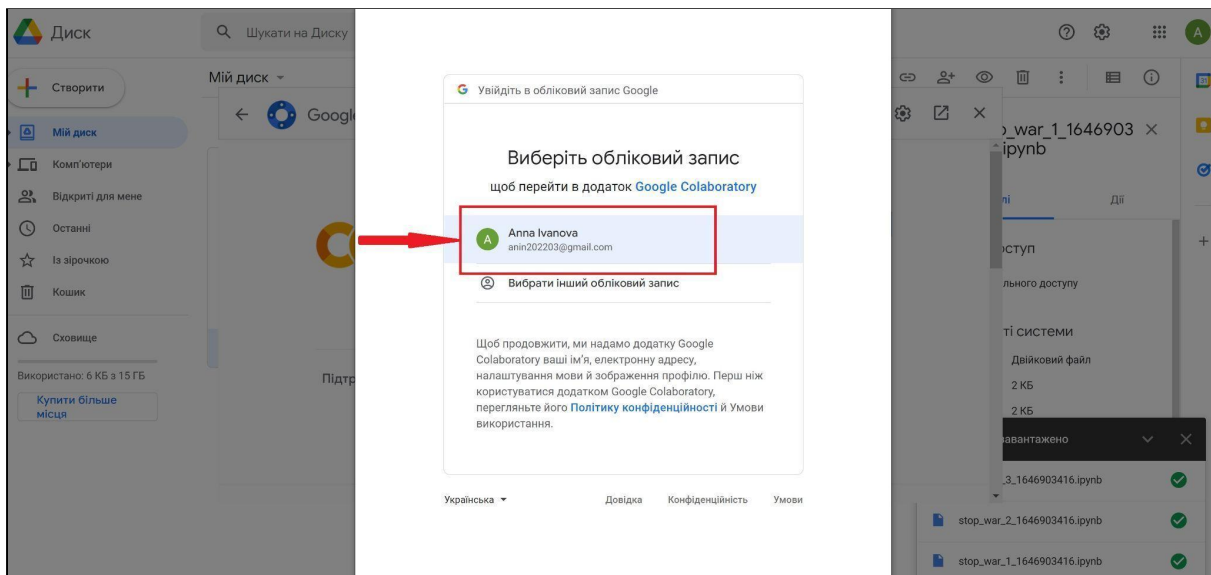 Диск
Шукати на Диску
A
Створити
Мій диск
Комп'ютери
Відкриті для мене
Останні
Із зірочкою
Кошик
Сховище
Використано: 6 КБ з 15 ГБ
Купити більше
місця
Мій диск
Googl
Підтр
Увійдіть в обліковий запис Google
Виберіть обліковий запис
щоб перейти в додаток Google Colaboratory
A
Anna Ivanova
anin202203@gmail.com
Вибрати інший обліковий запис
Щоб продовжити, ми надамо додатку Google
Colaboratory ваші ім'я, електронну адресу,
налаштування мови й зображення профілю. Перш ніж
користуватися додатком Google Colaboratory,
перегляньте його Політику конфіденційності й Умови
використання.
Українська
Довідка
Конфіденційність
Умови
_war_1_1646903
ipynb
лі
Дії
оступ
льного доступу
ті системи
Двійковий файл
2 КБ
2 КБ
авантажено
_3_1646903416.ipynb
stop_war_2_1646903416.ipynb
stop_war_1_1646903416.ipynb